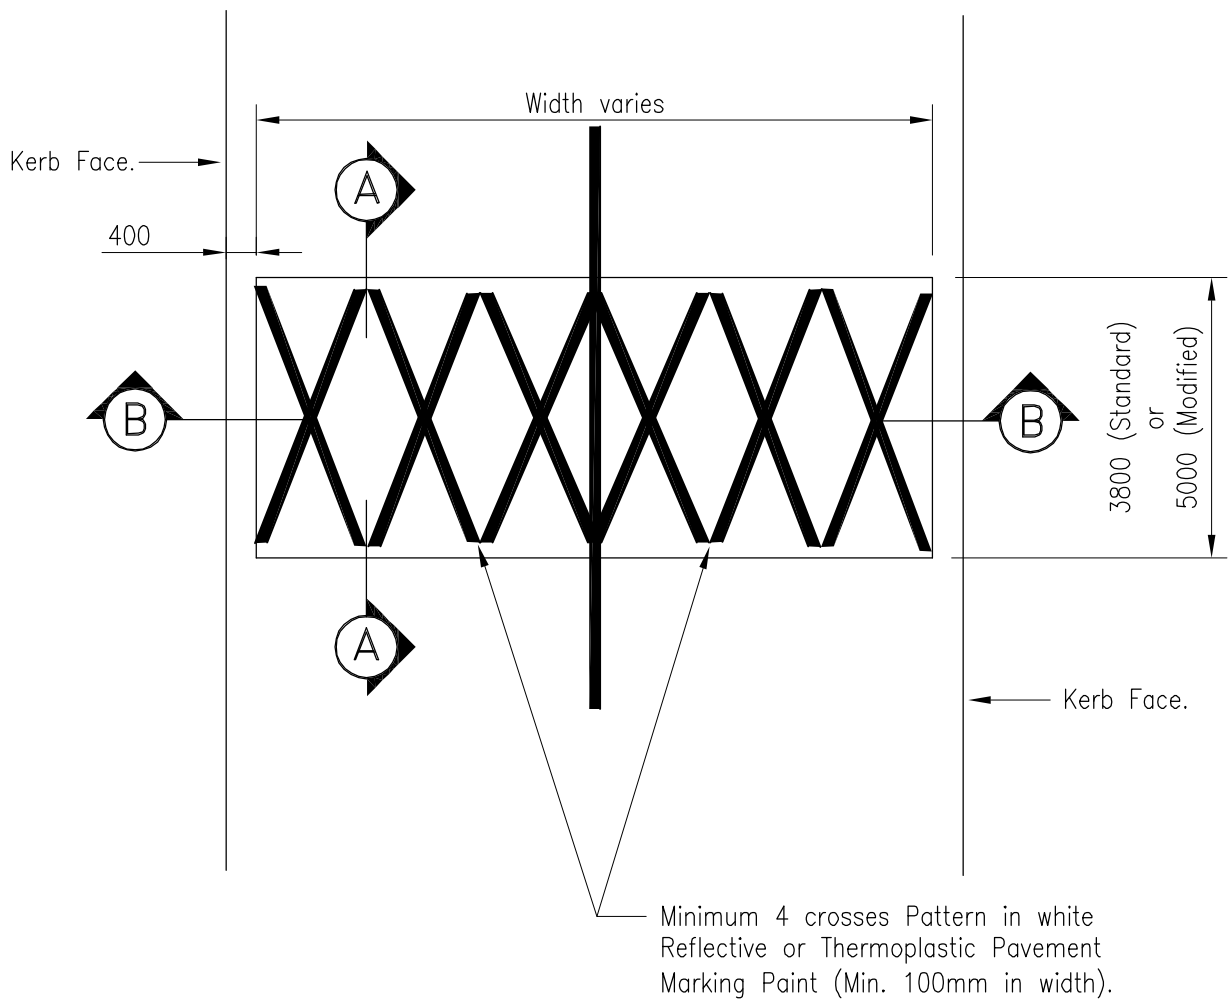 Width varies
Kerb Face.
A
400
3800 (Standard)
or
5000 (Modified)
B
B
A
Kerb Face.
Minimum 4 crosses Pattern in white
Reflective or Thermoplastic Pavement
Marking Paint (Min. 100mm in width).